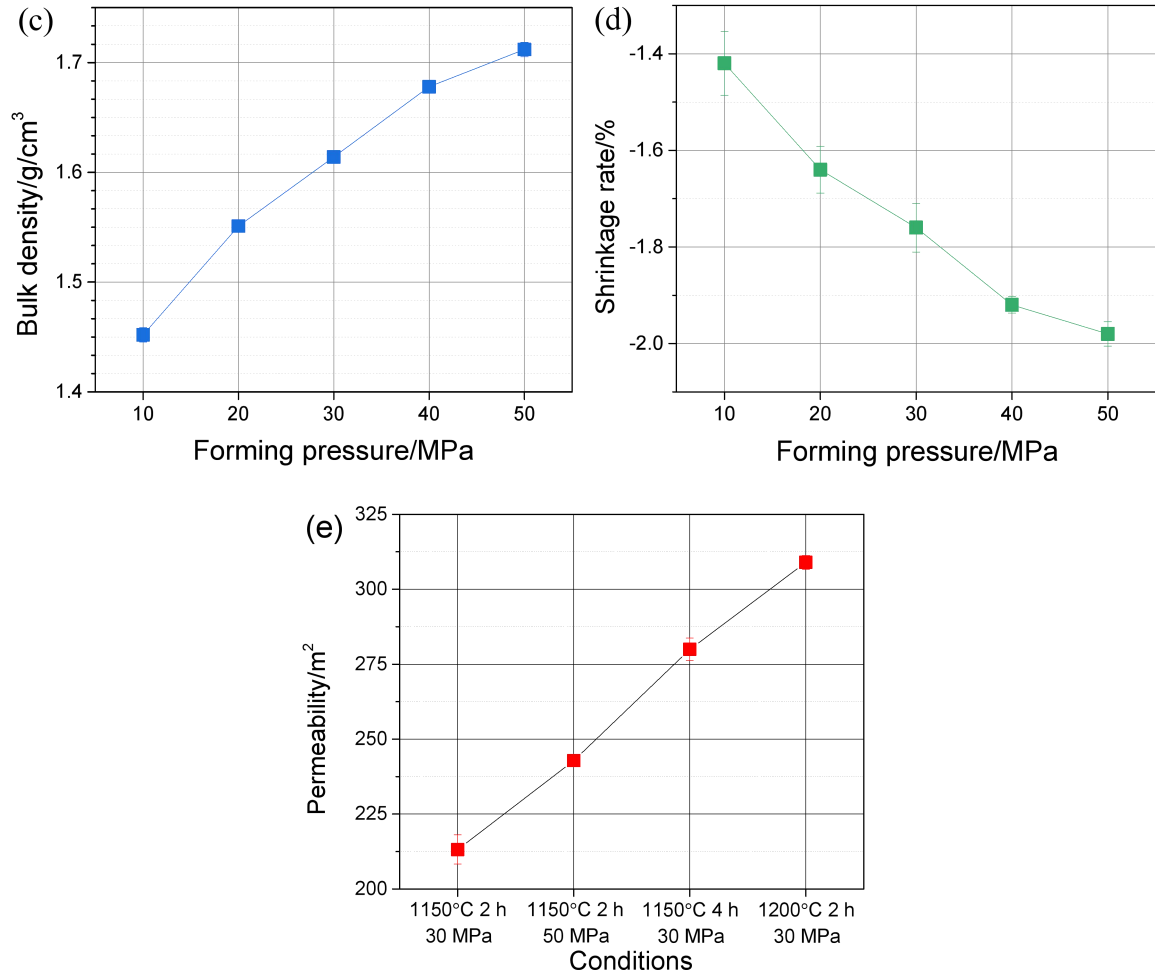 (c)
1.7
1.6
1.5
1.4
Bulk density/g/cm³
10 20 30 40 50
Forming pressure/MPa
(d)
-1.4
-1.6
-1.8
-2.0
Shrinkage rate/%
10 20 30 40 50
Forming pressure/MPa
(e)
325
300
275
250
225
200
Permeability/m²
1150°C 2 h 1150°C 2 h 1150°C 4 h 1200°C 2 h
30 MPa 50 MPa 30 MPa 30 MPa
Conditions